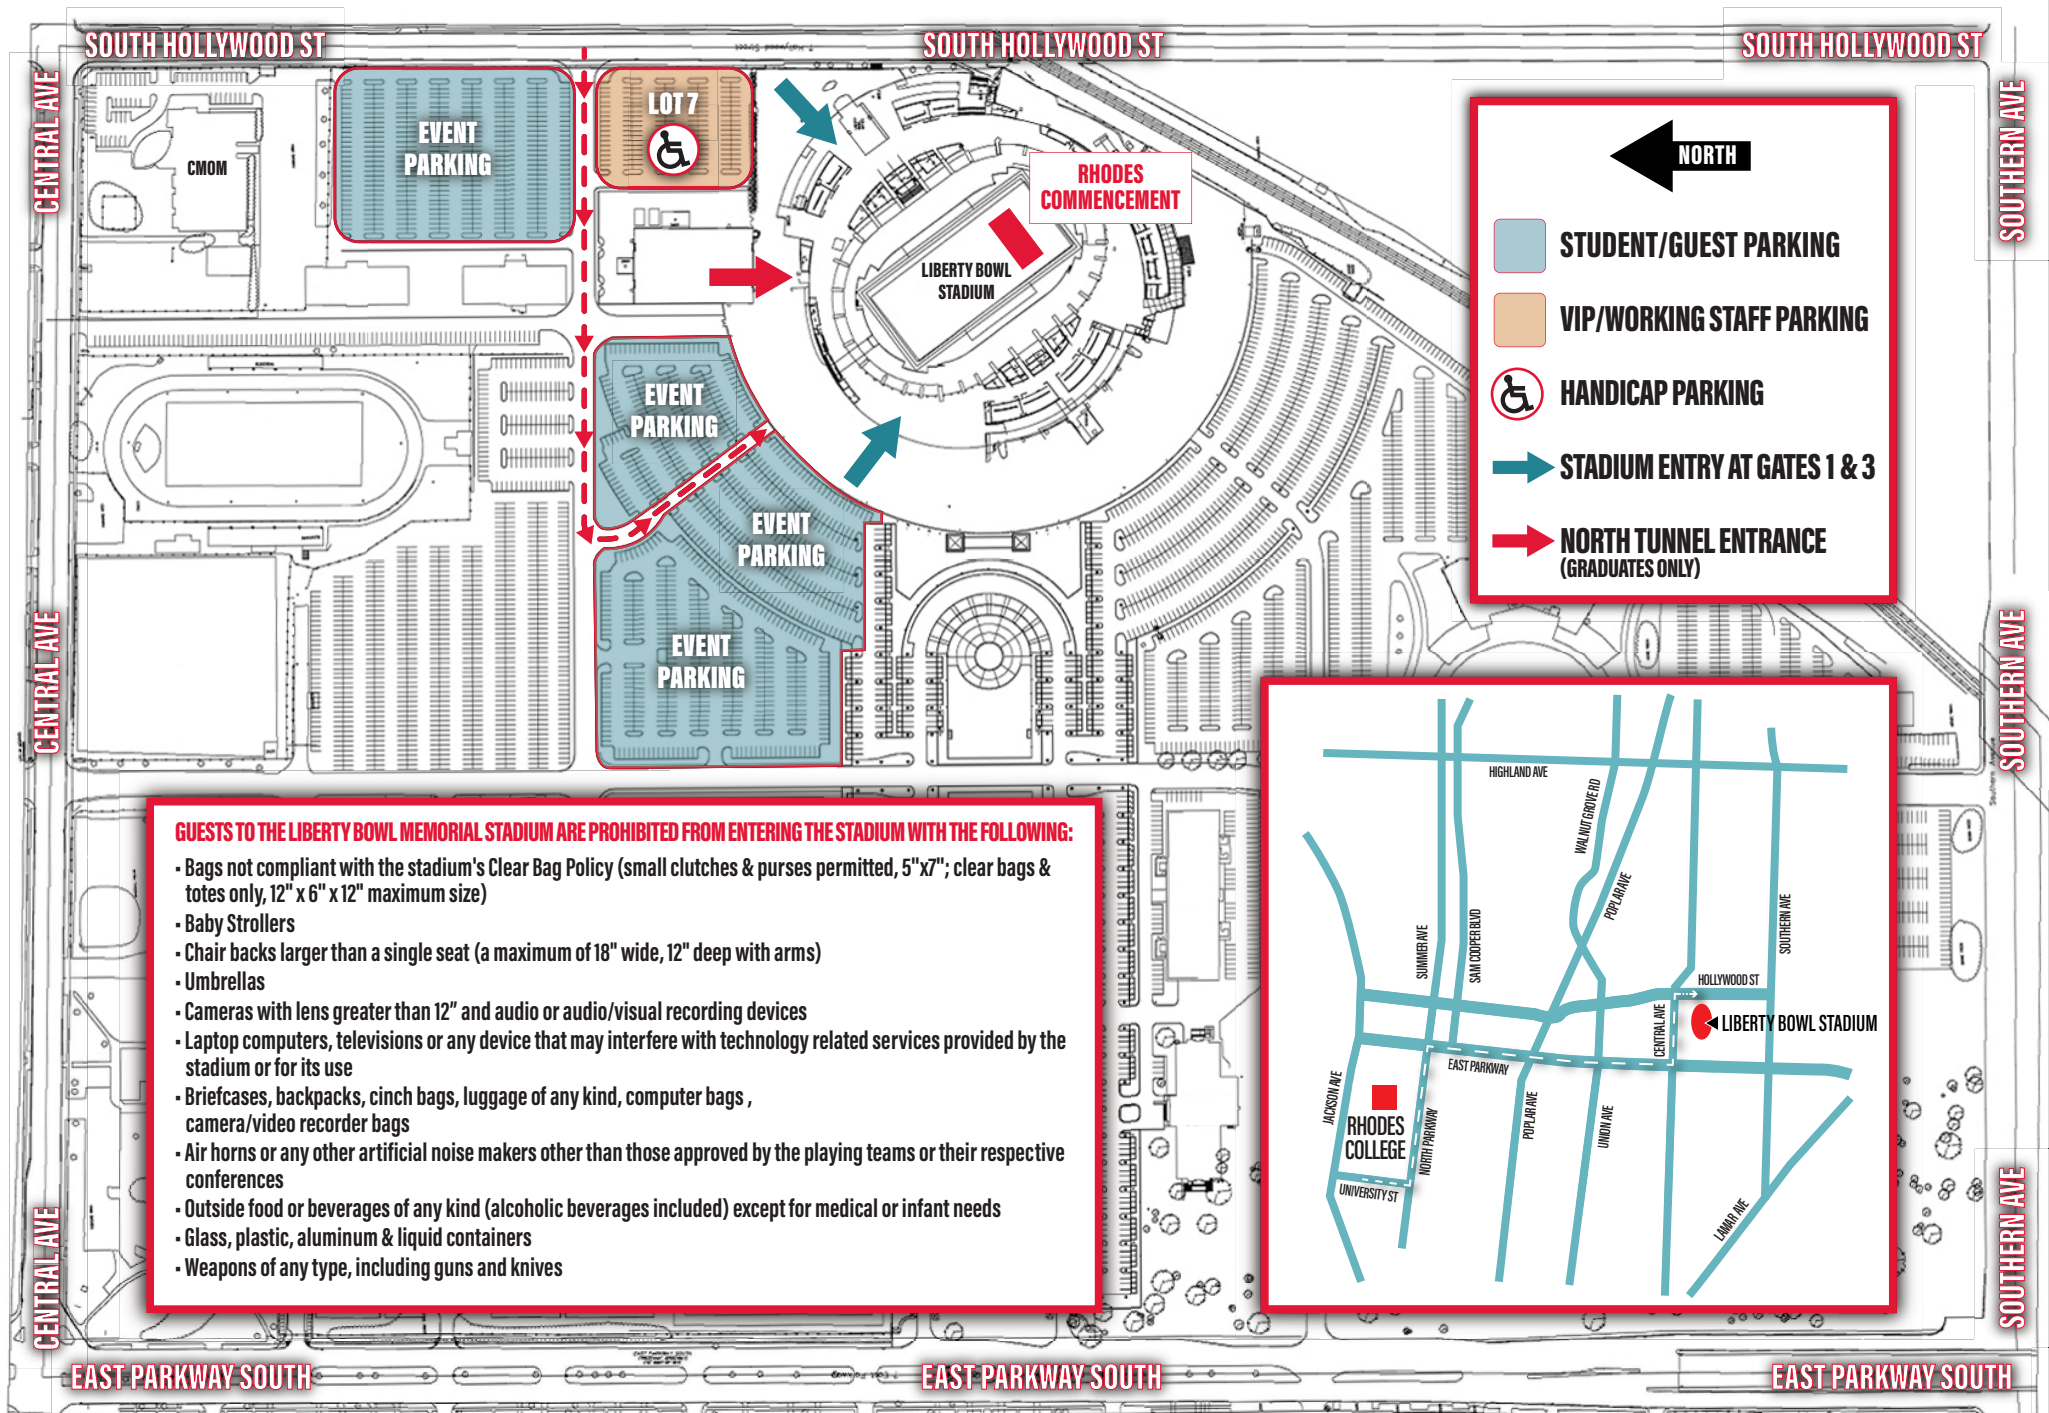 SOUTH HOLLYWOOD ST
SOUTH HOLLYWOOD ST
SOUTH HOLLYWOOD ST
CENTRAL AVE
CENTRAL AVE
CENTRAL AVE
SOUTHERN AVE
SOUTHERN AVE
SOUTHERN AVE
EAST PARKWAY SOUTH
EAST PARKWAY SOUTH
EAST PARKWAY SOUTH
CMOM
EVENT
PARKING
LOT 7
RHODES
COMMENCEMENT
LIBERTY BOWL
STADIUM
EVENT
PARKING
EVENT
PARKING
EVENT
PARKING
NORTH
STUDENT/GUEST PARKING
VIP/WORKING STAFF PARKING
HANDICAP PARKING
STADIUM ENTRY AT GATES 1 & 3
NORTH TUNNEL ENTRANCE
(GRADUATES ONLY)
Southern Avenue
GUESTS TO THE LIBERTY BOWL MEMORIAL STADIUM ARE PROHIBITED FROM ENTERING THE STADIUM WITH THE FOLLOWING:
• Bags not compliant with the stadium's Clear Bag Policy (small clutches & purses permitted, 5"x7"; clear bags &
totes only, 12" x 6" x 12" maximum size)
• Baby Strollers
• Chair backs larger than a single seat (a maximum of 18" wide, 12" deep with arms)
• Umbrellas
• Cameras with lens greater than 12” and audio or audio/visual recording devices
• Laptop computers, televisions or any device that may interfere with technology related services provided by the
stadium or for its use
• Briefcases, backpacks, cinch bags, luggage of any kind, computer bags ,
camera/video recorder bags
• Air horns or any other artificial noise makers other than those approved by the playing teams or their respective
conferences
• Outside food or beverages of any kind (alcoholic beverages included) except for medical or infant needs
• Glass, plastic, aluminum & liquid containers
• Weapons of any type, including guns and knives
HIGHLAND AVE
WALNUT GROVE RD
POPLAR AVE
SUMMER AVE
SAM COOPER BLVD
SOUTHERN AVE
HOLLYWOOD ST
CENTRAL AVE
LIBERTY BOWL STADIUM
EAST PARKWAY
JACKSON AVE
RHODES
COLLEGE
NORTH PARKWAY
POPLAR AVE
UNION AVE
UNIVERSITY ST
LAMAR AVE